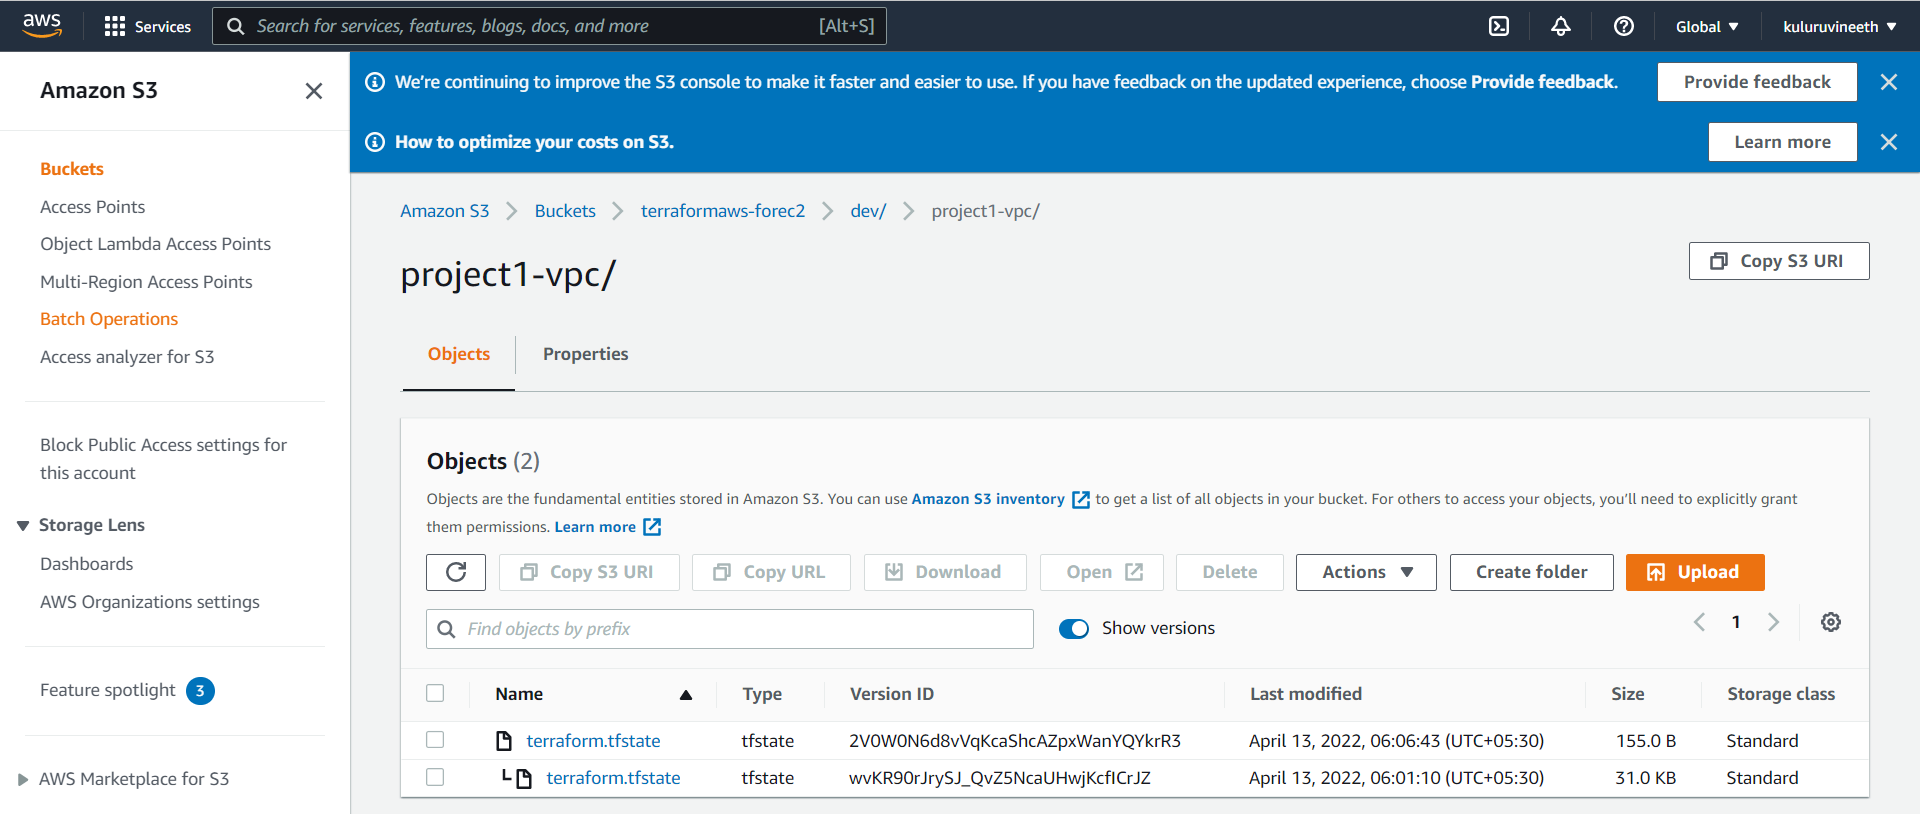 aws
Services
Search for services, features, blogs, docs, and more [Alt+S]
Global
kuluruvineeth
Amazon S3
Buckets
Access Points
Object Lambda Access Points
Multi-Region Access Points
Batch Operations
Access analyzer for S3
Block Public Access settings for
this account
Storage Lens
Dashboards
AWS Organizations settings
Feature spotlight 3
AWS Marketplace for S3
We're continuing to improve the S3 console to make it faster and easier to use. If you have feedback on the updated experience, choose Provide feedback.
Provide feedback
How to optimize your costs on S3.
Learn more
Amazon S3 Buckets terraformaws-forec2 dev/ project1-vpc/
project1-vpc/
Copy S3 URI
Objects Properties
Objects (2)
Objects are the fundamental entities stored in Amazon S3. You can use Amazon S3 inventory to get a list of all objects in your bucket. For others to access your objects, you'll need to explicitly grant
them permissions. Learn more
Copy S3 URI Copy URL Download Open Delete Actions Create folder Upload
Find objects by prefix Show versions 1
Name Type Version ID Last modified Size Storage class
terraform.tfstate tfstate 2V0W0N6d8vVqKcaShcAZpxWanYQYkrR3 April 13, 2022, 06:06:43 (UTC+05:30) 155.0 B Standard
terraform.tfstate tfstate wvKR90rJrySJ_QvZ5NcaUHwjKcfICrJZ April 13, 2022, 06:01:10 (UTC+05:30) 31.0 KB Standard